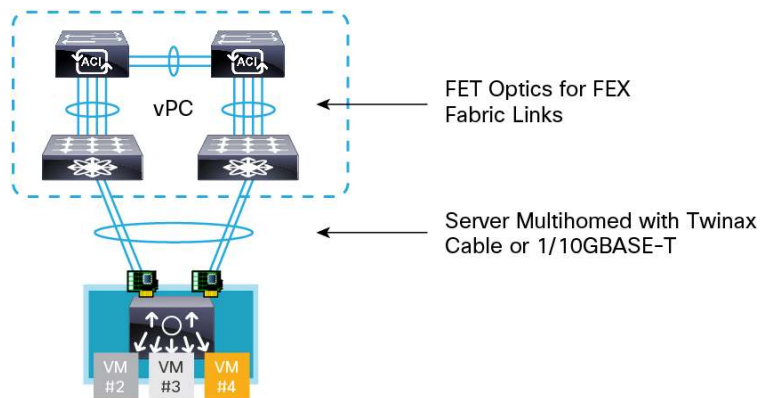 ACI
ACI
vPC
FET Optics for FEX
Fabric Links
Server Multihomed with Twinax
Cable or 1/10GBASE-T
VM
#2
VM
#3
VM
#4